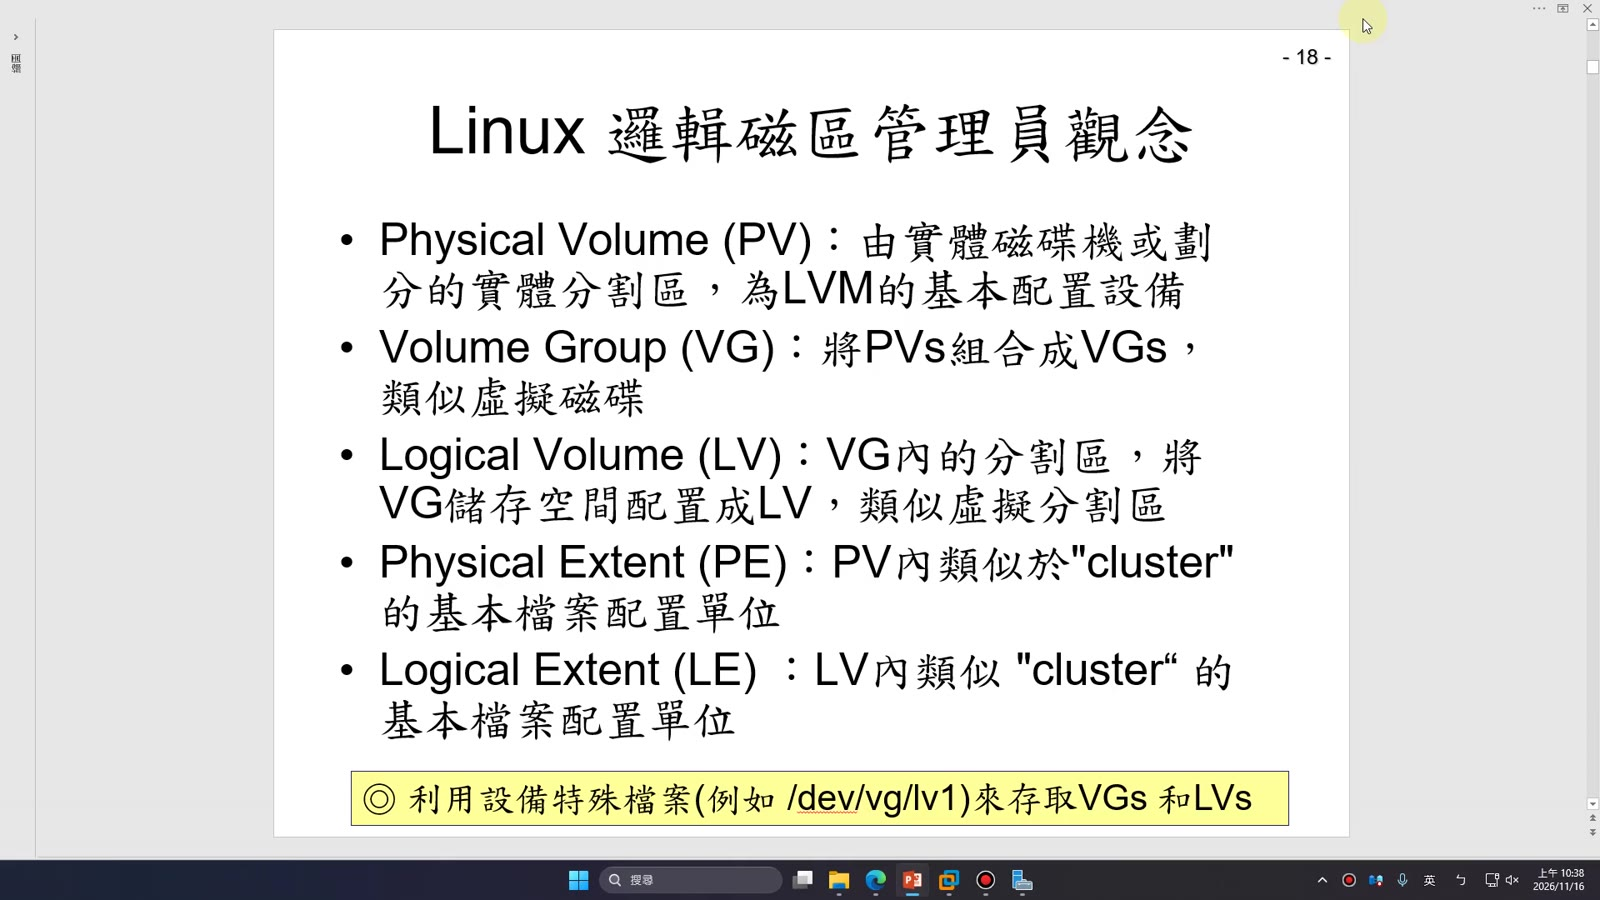 - 18 -
縮圖
Linux 邏輯磁區管理員觀念
• Physical Volume (PV)：由實體磁碟機或劃
分的實體分割區，為LVM的基本配置設備
• Volume Group (VG)：將PVs組合成VGs，
類似虛擬磁碟
• Logical Volume (LV)：VG內的分割區，將
VG儲存空間配置成LV，類似虛擬分割區
• Physical Extent (PE)：PV內類似於"cluster"
的基本檔案配置單位
• Logical Extent (LE) ：LV內類似 "cluster“ 的
基本檔案配置單位
◎ 利用設備特殊檔案(例如 /dev/vg/lv1)來存取VGs 和LVs
搜尋
英
ㄅ
上午 10:38
2026/11/16